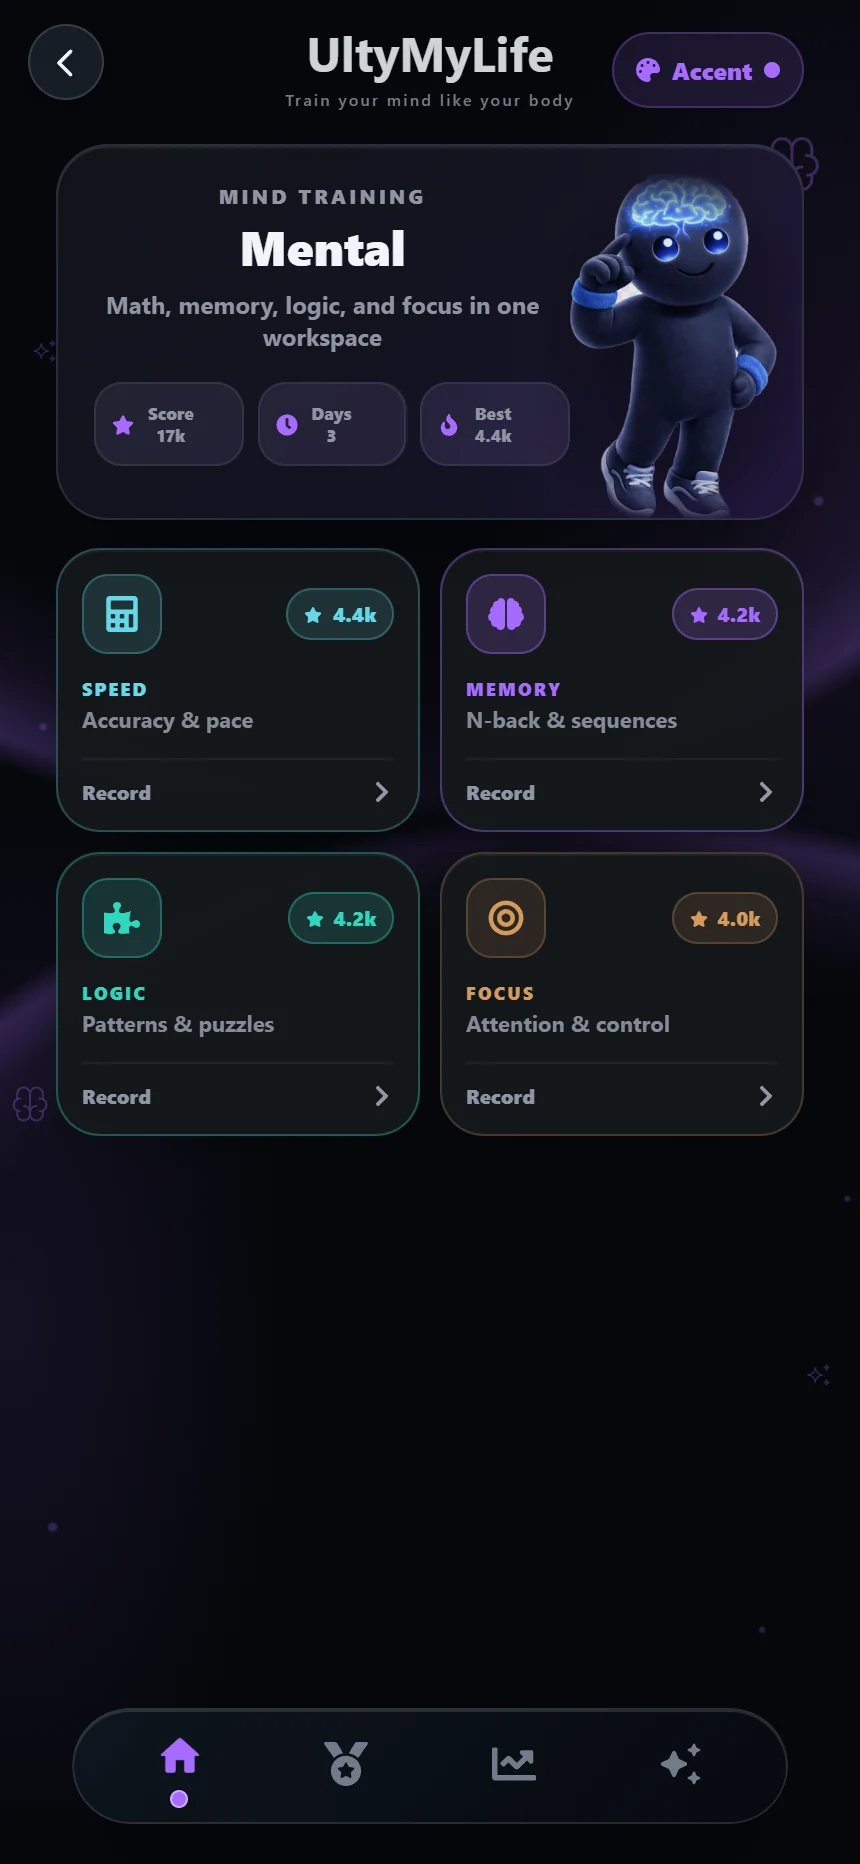 UltyMyLife
Train your mind like your body
Accent
MIND TRAINING
Mental
Math, memory, logic, and focus in one
workspace
Score
17k
Days
3
Best
4.4k
4.4k
SPEED
Accuracy & pace
Record
4.2k
MEMORY
N-back & sequences
Record
4.2k
LOGIC
Patterns & puzzles
Record
4.0k
FOCUS
Attention & control
Record